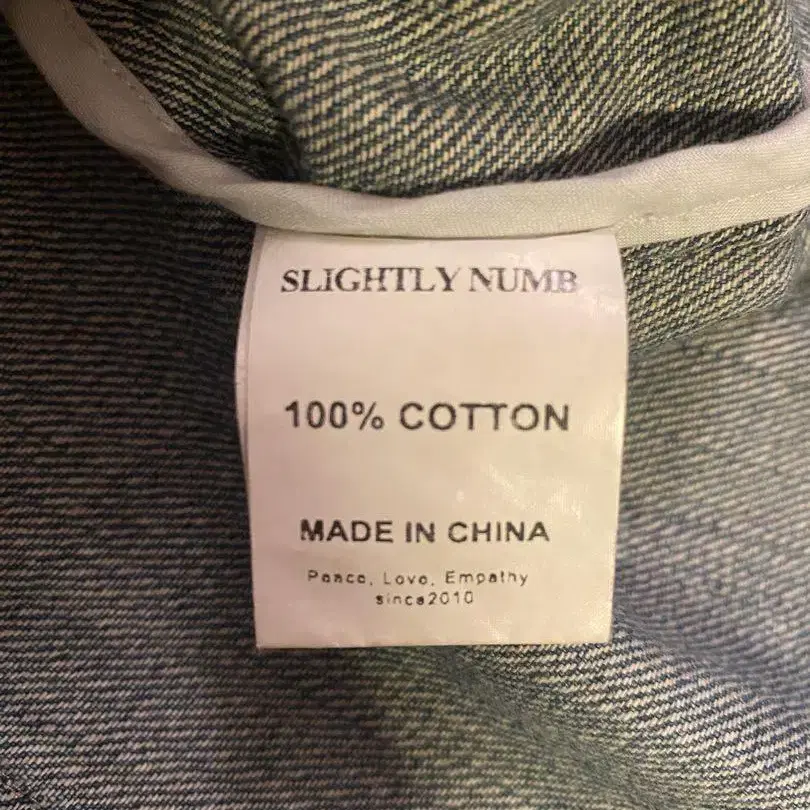 SLIGHTLY NUMB
100% COTTON
MADE IN CHINA
Peace, Love, Empathy
since2010